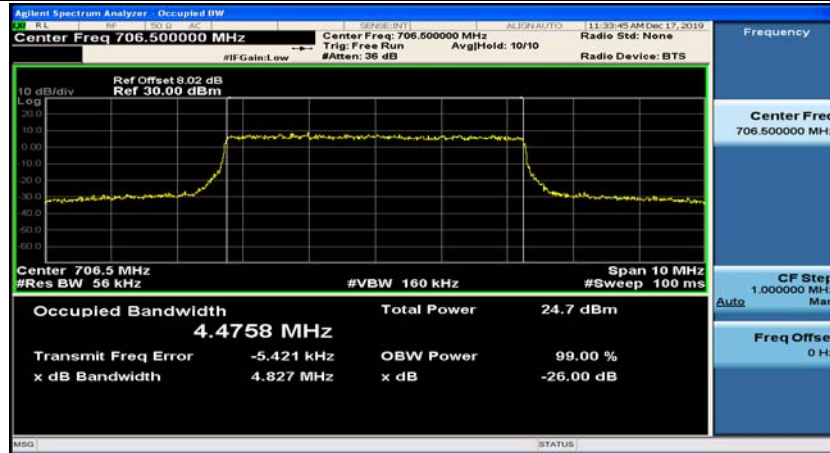 Agilent Spectrum Analyzer - Occupied BW
RL RF 50 Ω AC SENSE:INT ALIGN AUTO 11:33:45 AM Dec 17, 2019
Center Freq 706.500000 MHz
Center Freq: 706.500000 MHz
Radio Std: None
Trig: Free Run Avg|Hold: 10/10
#IFGain:Low #Atten: 36 dB Radio Device: BTS
Ref Offset 8.02 dB
10 dB/div Ref 30.00 dBm
Log
20.0
10.0
0.00
-10.0
-20.0
-30.0
-40.0
-50.0
-60.0
Center 706.5 MHz Span 10 MHz
#Res BW 56 kHz #VBW 160 kHz #Sweep 100 ms
Occupied Bandwidth Total Power 24.7 dBm
4.4758 MHz
Transmit Freq Error -5.421 kHz OBW Power 99.00 %
x dB Bandwidth 4.827 MHz x dB -26.00 dB
MSG STATUS
Frequency
Center Freq
706.500000 MHz
CF Step
1.000000 MHz
Auto Man
Freq Offset
0 Hz